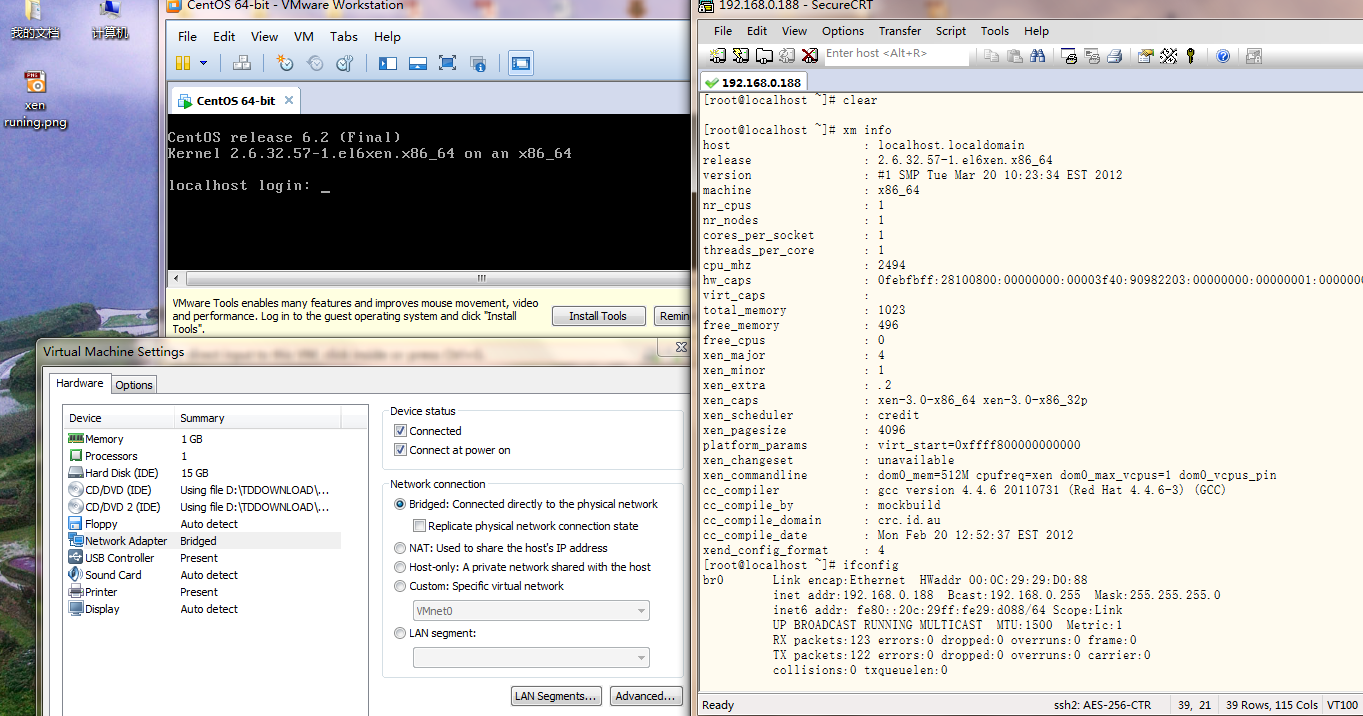 我的文档
计算机
xen
runing.png
CentOS 64-bit - VMware Workstation
File Edit View VM Tabs Help
CentOS 64-bit
CentOS release 6.2 (Final)
Kernel 2.6.32.57-1.el6xen.x86_64 on an x86_64
localhost login: _
VMware Tools enables many features and improves mouse movement, video
and performance. Log in to the guest operating system and click "Install
Tools".
Install Tools
Remin
Virtual Machine Settings
Hardware Options
Device Summary
Memory 1 GB
Processors 1
Hard Disk (IDE) 15 GB
CD/DVD (IDE) Using file D:\TDDOWNLOAD\...
CD/DVD 2 (IDE) Using file D:\TDDOWNLOAD\...
Floppy Auto detect
Network Adapter Bridged
USB Controller Present
Sound Card Auto detect
Printer Present
Display Auto detect
Device status
Connected
Connect at power on
Network connection
Bridged: Connected directly to the physical network
Replicate physical network connection state
NAT: Used to share the host's IP address
Host-only: A private network shared with the host
Custom: Specific virtual network
VMnet0
LAN segment:
LAN Segments... Advanced...
192.168.0.188 - SecureCRT
File Edit View Options Transfer Script Tools Help
Enter host <Alt+R>
192.168.0.188
[root@localhost ~]# clear
[root@localhost ~]# xm info
host : localhost.localdomain
release : 2.6.32.57-1.el6xen.x86_64
version : #1 SMP Tue Mar 20 10:23:34 EST 2012
machine : x86_64
nr_cpus : 1
nr_nodes : 1
cores_per_socket : 1
threads_per_core : 1
cpu_mhz : 2494
hw_caps : 0febfbff:28100800:00000000:00003f40:90982203:00000000:00000001:0000000
virt_caps :
total_memory : 1023
free_memory : 496
free_cpus : 0
xen_major : 4
xen_minor : 1
xen_extra : .2
xen_caps : xen-3.0-x86_64 xen-3.0-x86_32p
xen_scheduler : credit
xen_pagesize : 4096
platform_params : virt_start=0xffff800000000000
xen_changeset : unavailable
xen_commandline : dom0_mem=512M cpufreq=xen dom0_max_vcpus=1 dom0_vcpus_pin
cc_compiler : gcc version 4.4.6 20110731 (Red Hat 4.4.6-3) (GCC)
cc_compile_by : mockbuild
cc_compile_domain : crc.id.au
cc_compile_date : Mon Feb 20 12:52:37 EST 2012
xend_config_format : 4
[root@localhost ~]# ifconfig
br0 Link encap:Ethernet HWaddr 00:0C:29:29:D0:88
inet addr:192.168.0.188 Bcast:192.168.0.255 Mask:255.255.255.0
inet6 addr: fe80::20c:29ff:fe29:d088/64 Scope:Link
UP BROADCAST RUNNING MULTICAST MTU:1500 Metric:1
RX packets:123 errors:0 dropped:0 overruns:0 frame:0
TX packets:122 errors:0 dropped:0 overruns:0 carrier:0
collisions:0 txqueuelen:0
Ready ssh2: AES-256-CTR 39, 21 39 Rows, 115 Cols VT100